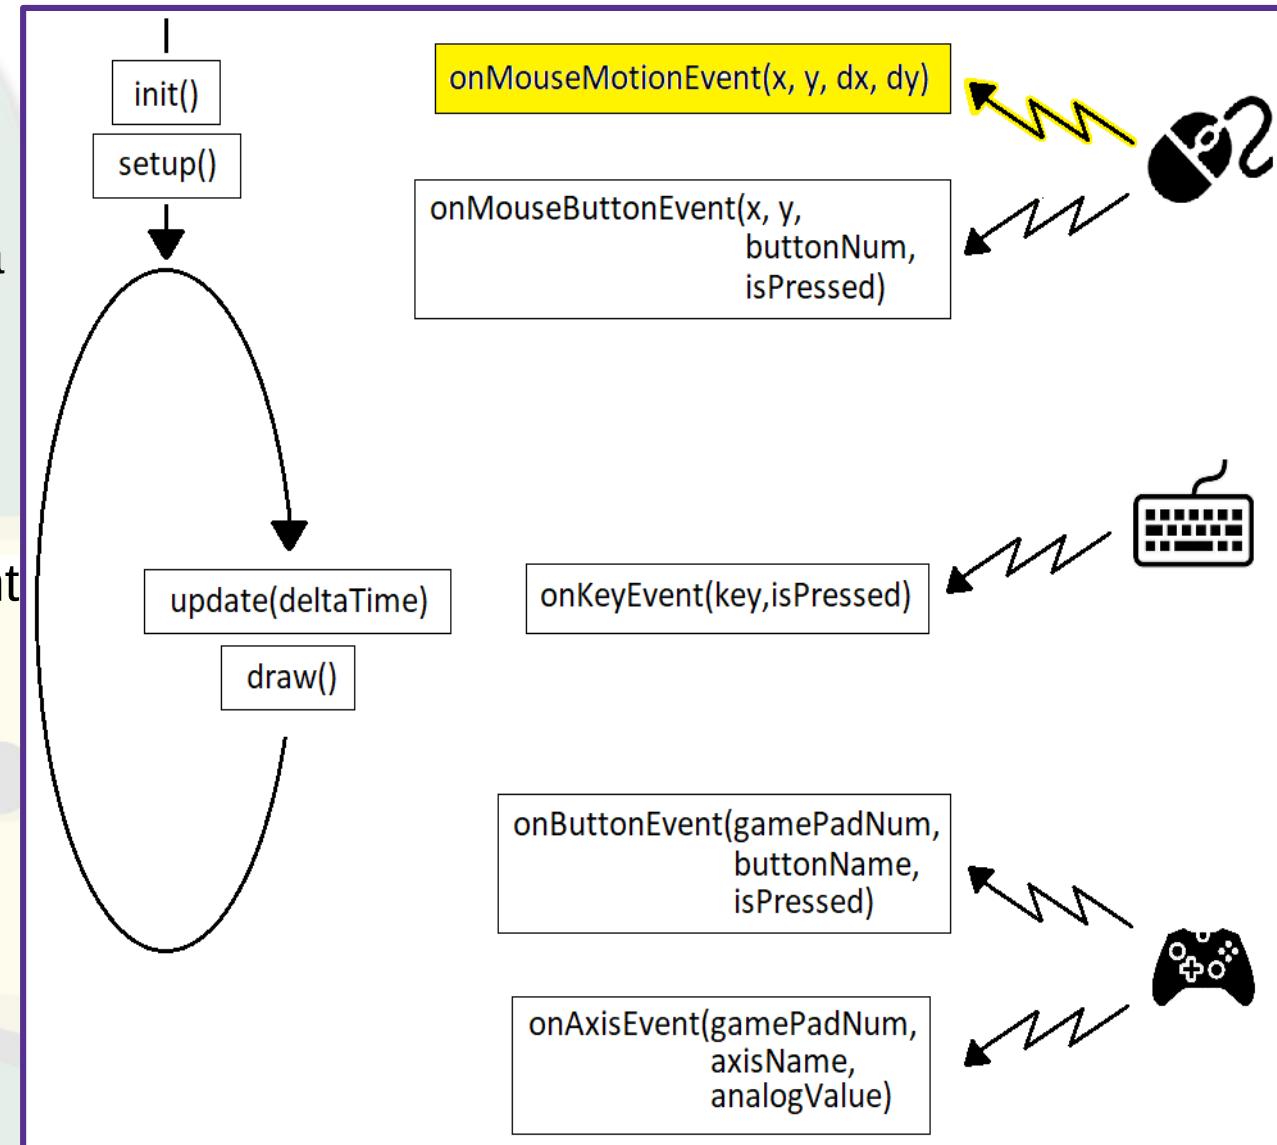 init()
setup()
update(deltaTime)
draw()
onMouseMotionEvent(x, y, dx, dy)
onMouseButtonEvent(x, y,
buttonNum,
isPressed)
onKeyEvent(key,isPressed)
onButtonEvent(gamePadNum,
buttonName,
isPressed)
onAxisEvent(gamePadNum,
axisName,
analogValue)